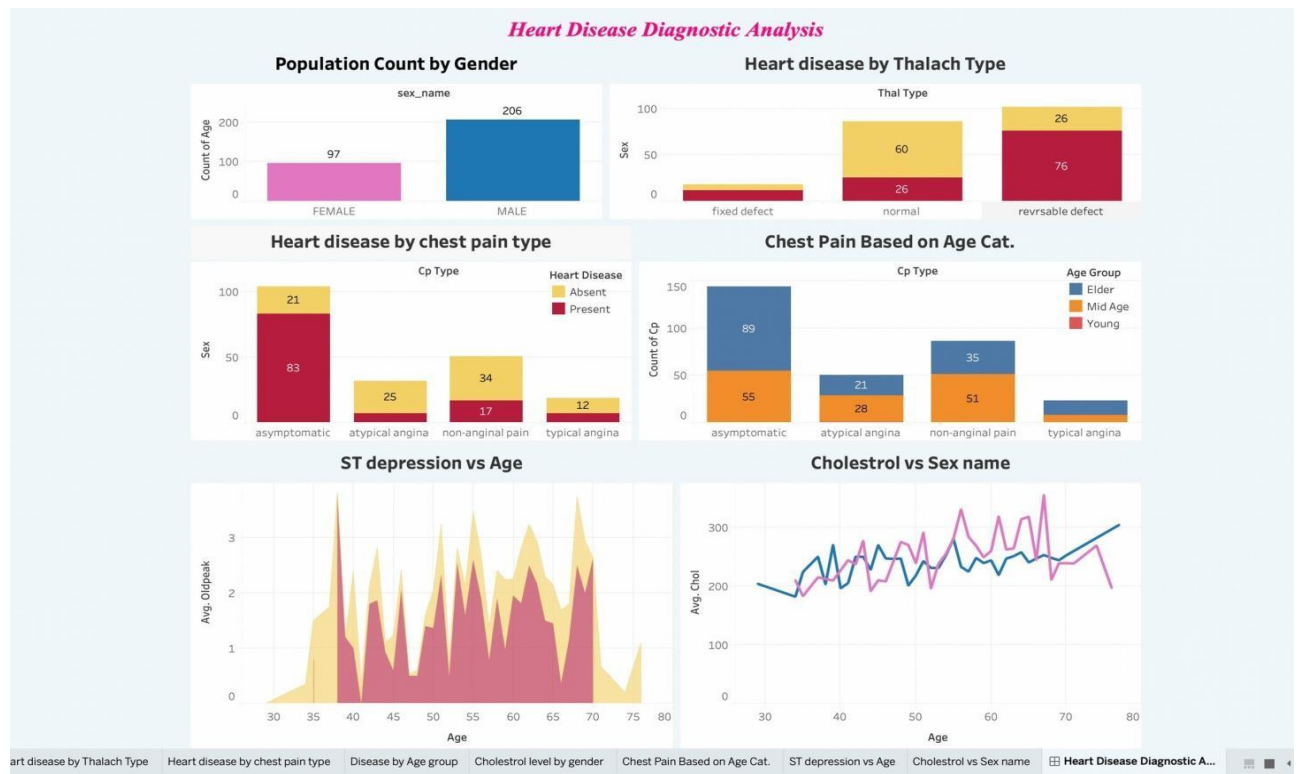 Heart Disease Diagnostic Analysis
Population Count by Gender
sex_name
Count of Age
200
100
0
97
206
FEMALE
MALE
Heart disease by Thalach Type
Thal Type
Sex
100
50
0
60
26
26
76
fixed defect
normal
revrsable defect
Heart disease by chest pain type
Cp Type
Heart Disease
Absent
Present
Sex
100
50
0
21
83
25
34
17
12
asymptomatic
atypical angina
non-anginal pain
typical angina
Chest Pain Based on Age Cat.
Cp Type
Age Group
Elder
Mid Age
Young
Count of Cp
150
100
50
0
89
55
21
28
35
51
asymptomatic
atypical angina
non-anginal pain
typical angina
ST depression vs Age
Avg. Oldpeak
3
2
1
0
30 35 40 45 50 55 60 65 70 75 80
Age
Cholestrol vs Sex name
Avg. Chol
300
200
100
0
30 40 50 60 70 80
Age
art disease by Thalach Type Heart disease by chest pain type Disease by Age group Cholestrol level by gender Chest Pain Based on Age Cat. ST depression vs Age Cholestrol vs Sex name Heart Disease Diagnostic A...